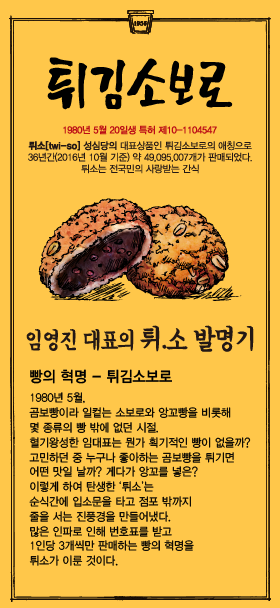 1956
튀김소보로
1980년 5월 20일생 특허 제10-1104547
튀소[twi-so] 성심당의 대표상품인 튀김소보로의 애칭으로
36년간(2016년 10월 기준) 약 49,095,007개가 판매되었다.
튀소는 전국민의 사랑받는 간식
임영진 대표의 튀.소 발명기
빵의 혁명 - 튀김소보로
1980년 5월.
곰보빵이라 일컫는 소보로와 앙꼬빵을 비롯해
몇 종류의 빵 밖에 없던 시절.
혈기왕성한 임대표는 뭔가 획기적인 빵이 없을까?
고민하던 중 누구나 좋아하는 곰보빵을 튀기면
어떤 맛일 날까? 게다가 앙꼬를 넣은?
이렇게 하여 탄생한 '튀소'는
순식간에 입소문을 타고 점포 밖까지
줄을 서는 진풍경을 만들어냈다.
많은 인파로 인해 번호표를 받고
1인당 3개씩만 판매하는 빵의 혁명을
튀소가 이룬 것이다.